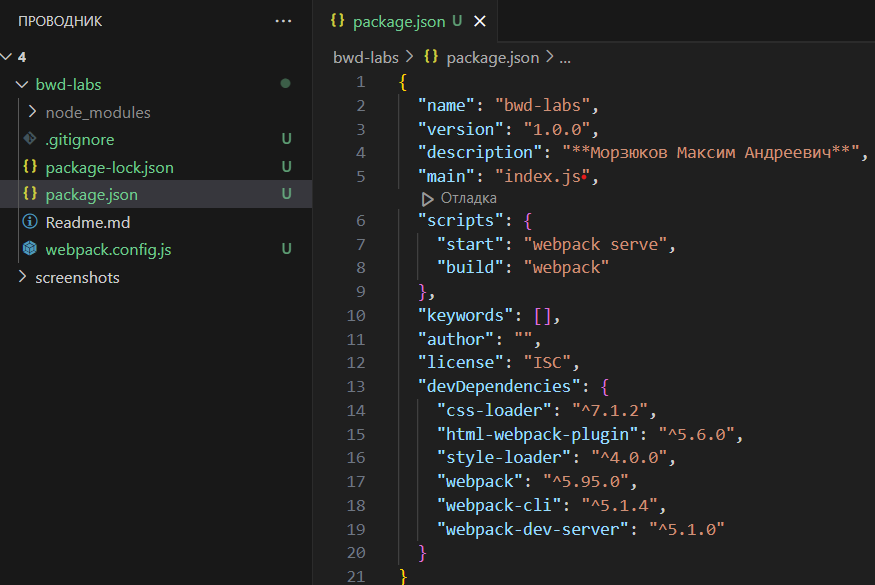 ПРОВОДНИК ...
4
bwd-labs
node_modules
.gitignore U
package-lock.json U
package.json U
Readme.md
webpack.config.js U
screenshots
{} package.json U ×
bwd-labs > {} package.json > ...
1 {
2 "name": "bwd-labs",
3 "version": "1.0.0",
4 "description": "**Морзюков Максим Андреевич**",
5 "main": "index.js",
Отладка
6 "scripts": {
7 "start": "webpack serve",
8 "build": "webpack"
9 },
10 "keywords": [],
11 "author": "",
12 "license": "ISC",
13 "devDependencies": {
14 "css-loader": "^7.1.2",
15 "html-webpack-plugin": "^5.6.0",
16 "style-loader": "^4.0.0",
17 "webpack": "^5.95.0",
18 "webpack-cli": "^5.1.4",
19 "webpack-dev-server": "^5.1.0"
20 }
21 }